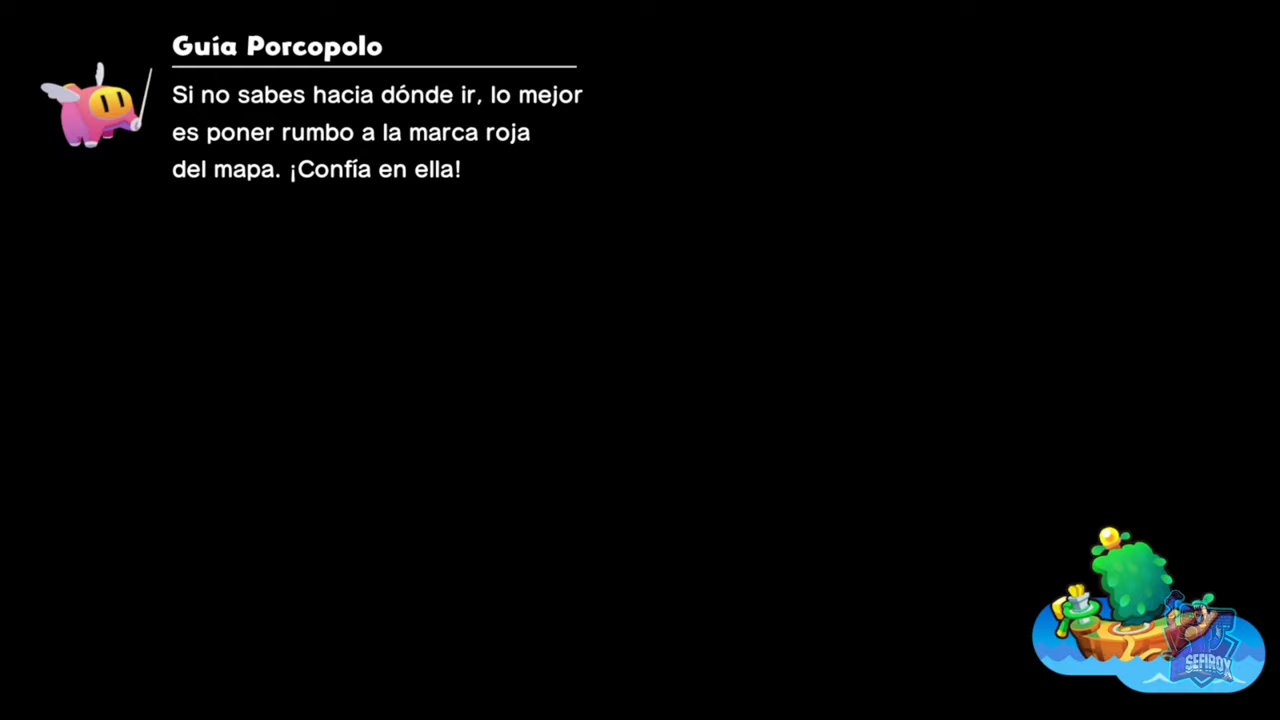 Guía Porcopolo
Si no sabes hacia dónde ir, lo mejor
es poner rumbo a la marca roja
del mapa. ¡Confía en ella!
SEFIROX